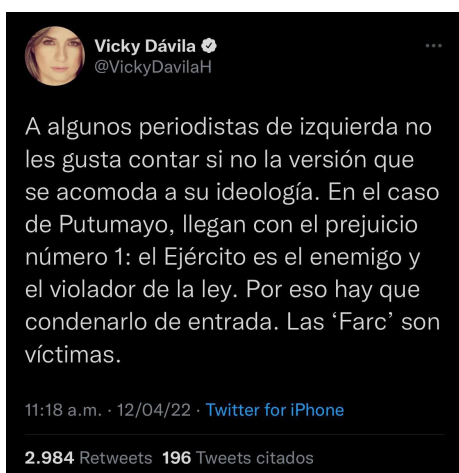 Vicky Dávila
@VickyDavilaH
A algunos periodistas de izquierda no
les gusta contar si no la versión que
se acomoda a su ideología. En el caso
de Putumayo, llegan con el prejuicio
número 1: el Ejército es el enemigo y
el violador de la ley. Por eso hay que
condenarlo de entrada. Las ‘Farc’ son
víctimas.
11:18 a.m. · 12/04/22 · Twitter for iPhone
2.984 Retweets 196 Tweets citados